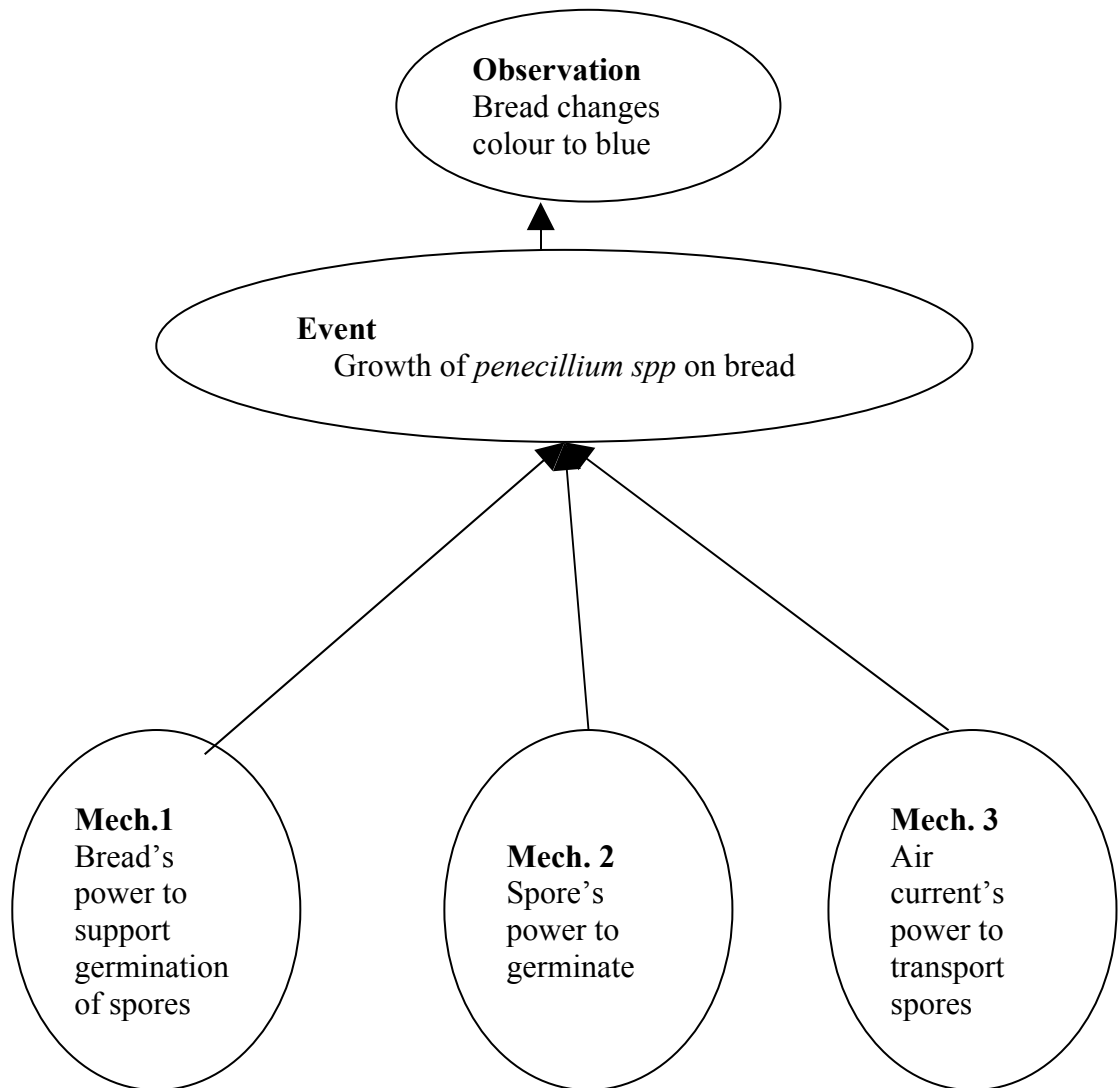 Observation
Bread changes
colour to blue
Event
Growth of penecillium spp on bread
Mech.1
Bread’s
power to
support
germination
of spores
Mech. 2
Spore’s
power to
germinate
Mech. 3
Air
current’s
power to
transport
spores